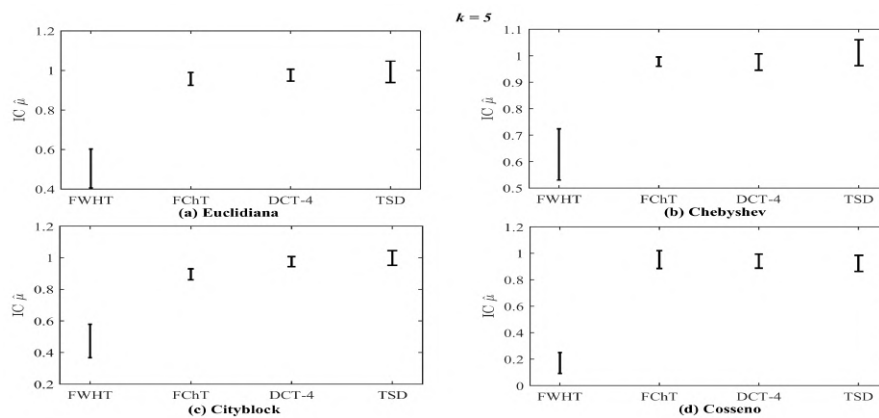 k = 5
1.2
1
0.8
0.6
0.4
IC μ̂
FWHT FChT DCT-4 TSD
(a) Euclidiana
1.1
1
0.9
0.8
0.7
0.6
0.5
IC μ̂
FWHT FChT DCT-4 TSD
(b) Chebyshev
1.2
1
0.8
0.6
0.4
0.2
IC μ̂
FWHT FChT DCT-4 TSD
(c) Cityblock
1.2
1
0.8
0.6
0.4
0.2
0
IC μ̂
FWHT FChT DCT-4 TSD
(d) Cosseno